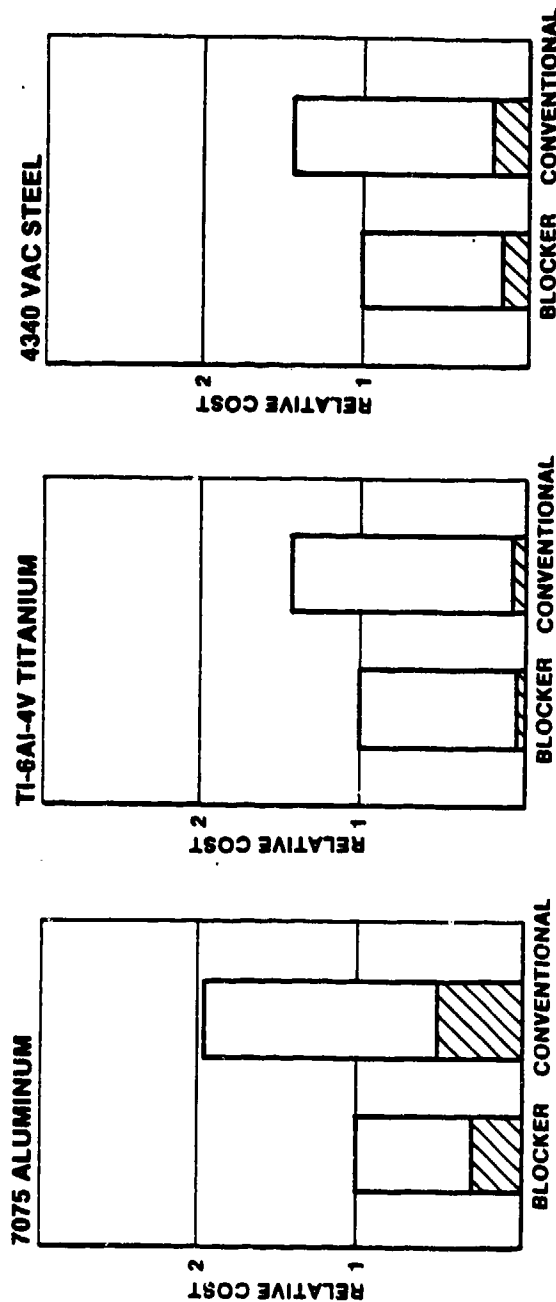 7075 ALUMINUM
RELATIVE COST
2
1
BLOCKER CONVENTIONAL
TI-6Al-4V TITANIUM
RELATIVE COST
2
1
BLOCKER CONVENTIONAL
4340 VAC STEEL
RELATIVE COST
2
1
BLOCKER CONVENTIONAL